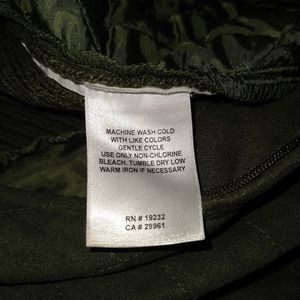 MACHINE WASH COLD
WITH LIKE COLORS
GENTLE CYCLE
USE ONLY NON-CHLORINE
BLEACH. TUMBLE DRY LOW
WARM IRON IF NECESSARY
RN # 19232
CA # 29961